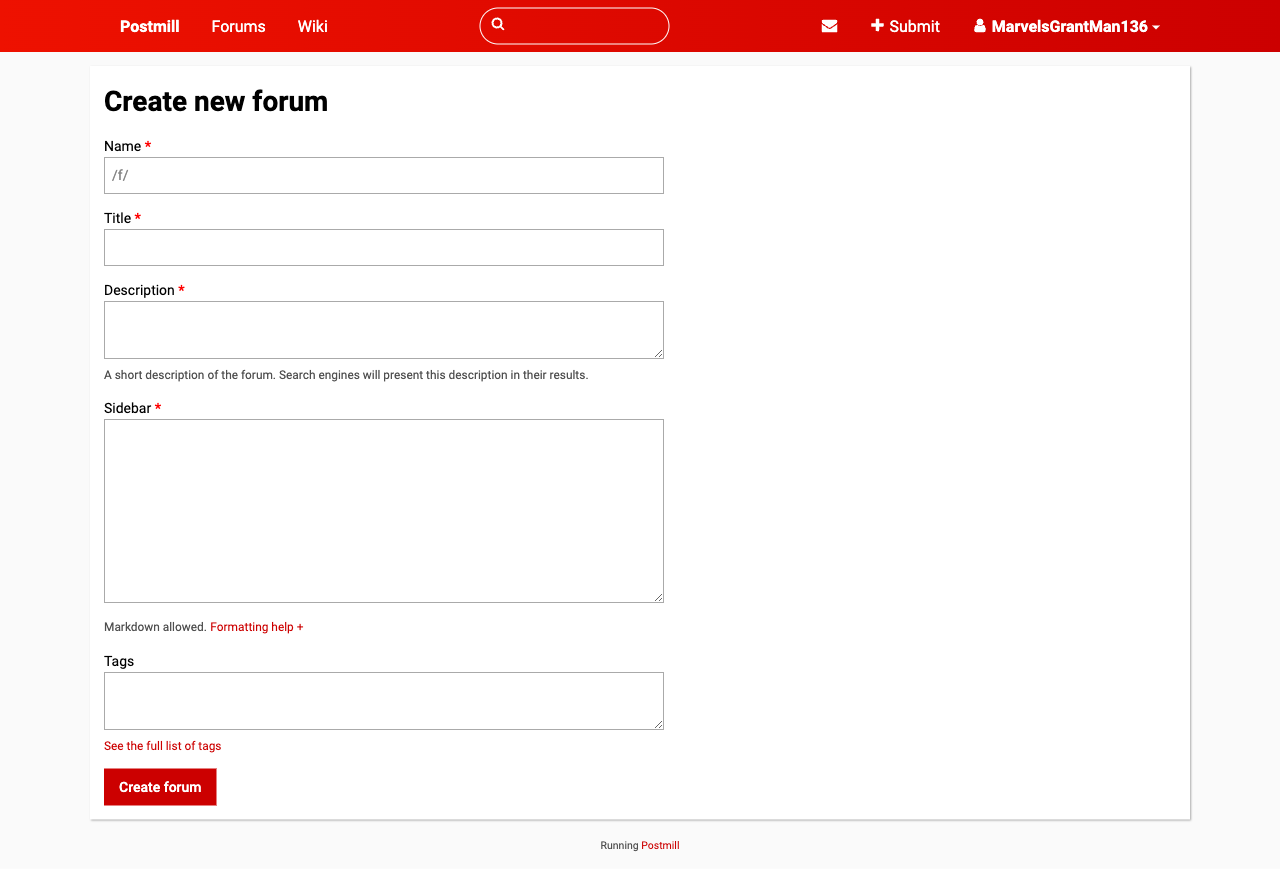 Postmill Forums Wiki Submit MarvelsGrantMan136
Create new forum
Name *
/f/
Title *
Description *
A short description of the forum. Search engines will present this description in their results.
Sidebar *
Markdown allowed. Formatting help +
Tags
See the full list of tags
Create forum
Running Postmill